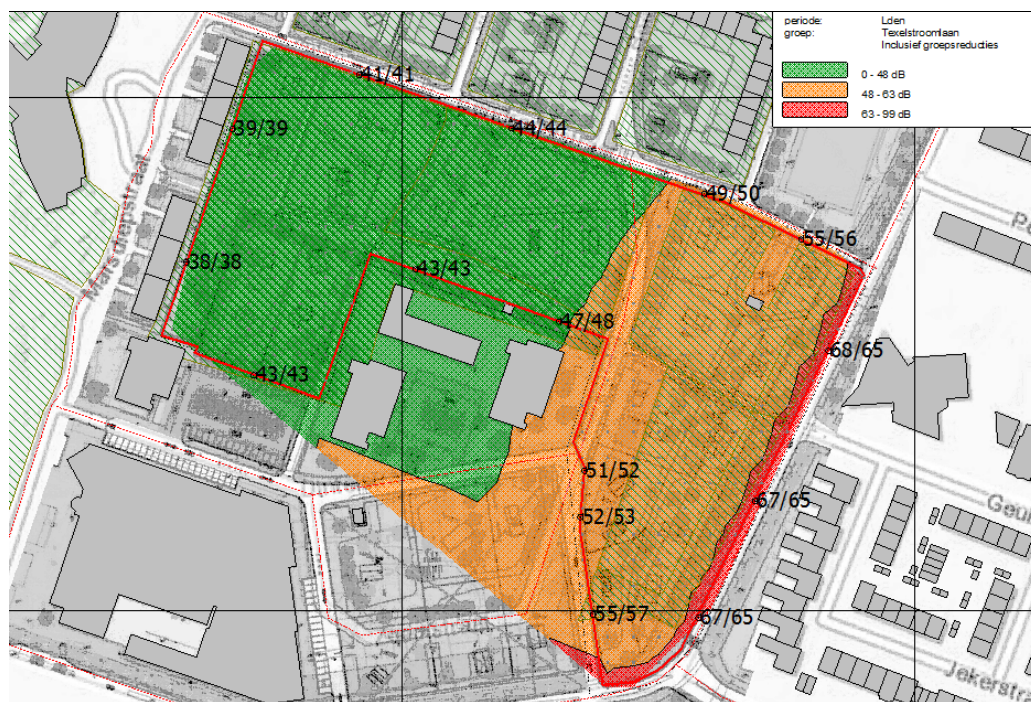 periode: Lden
groep: Texelstroomlaan
Inclusief groepsreducties
0 - 48 dB
48 - 63 dB
63 - 99 dB
41/41
39/39
44/44
49/50
55/56
38/38
43/43
47/48
68/65
43/43
51/52
52/53
67/65
55/57
67/65
Marsdiepstraat
Jekerstr